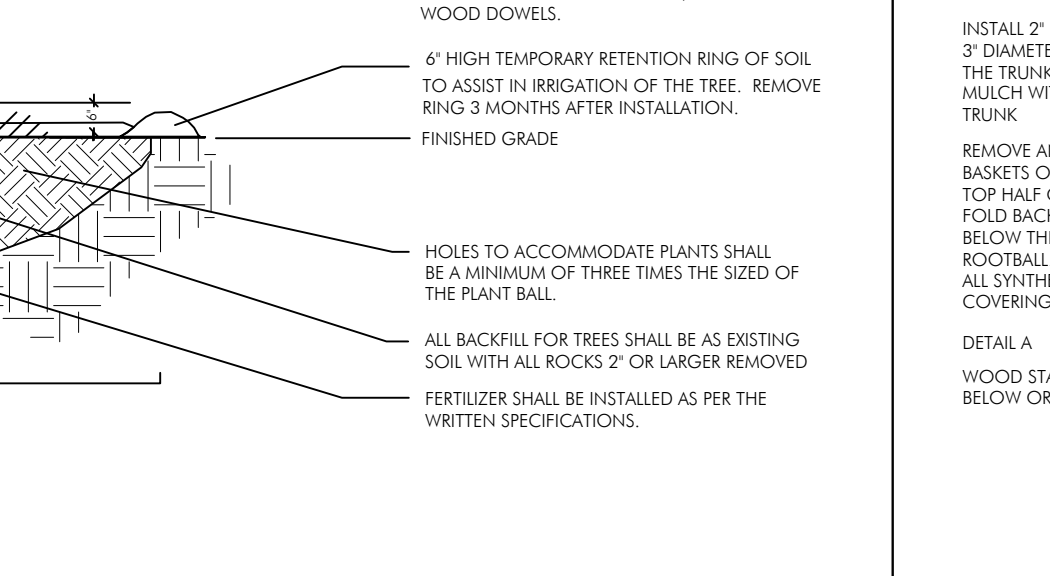 WOOD DOWELS.
6" HIGH TEMPORARY RETENTION RING OF SOIL
TO ASSIST IN IRRIGATION OF THE TREE. REMOVE
RING 3 MONTHS AFTER INSTALLATION.
FINISHED GRADE
6"
HOLES TO ACCOMMODATE PLANTS SHALL
BE A MINIMUM OF THREE TIMES THE SIZED OF
THE PLANT BALL.
ALL BACKFILL FOR TREES SHALL BE AS EXISTING
SOIL WITH ALL ROCKS 2" OR LARGER REMOVED
FERTILIZER SHALL BE INSTALLED AS PER THE
WRITTEN SPECIFICATIONS.
INSTALL 2"
3" DIAMETE
THE TRUNK
MULCH WI
TRUNK
REMOVE A
BASKETS O
TOP HALF
FOLD BACK
BELOW TH
ROOTBALL
ALL SYNTHE
COVERING
DETAIL A
WOOD STA
BELOW OR